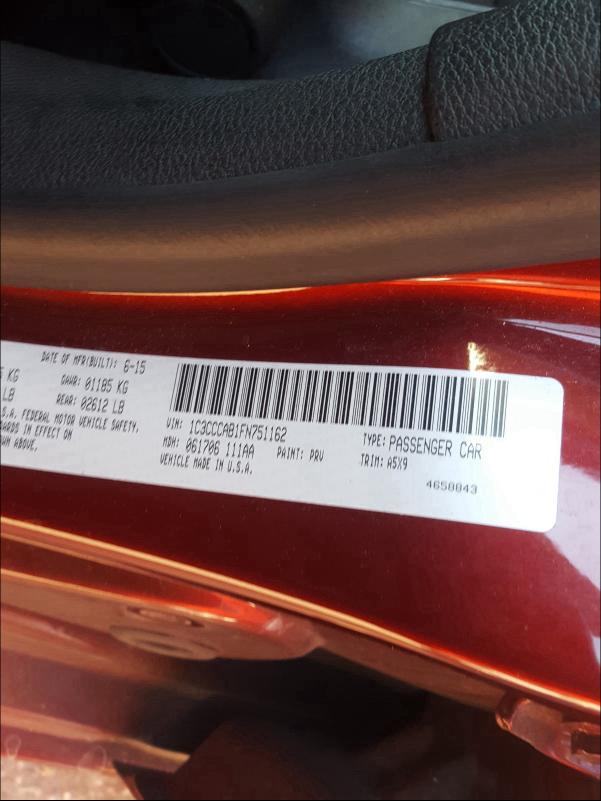 DATE OF MFR(BUILT): 6-15
KG GAWR: 01185 KG
LB REAR: 02612 LB
S.A. FEDERAL MOTOR VEHICLE SAFETY.
ARDS IN EFFECT ON
OWN ABOVE.
VIN: 1C3CCCAB1FN751162 TYPE: PASSENGER CAR
MDH: 061706 111AA PAINT: PRV TRIM: A5X9
VEHICLE MADE IN U.S.A.
4658843